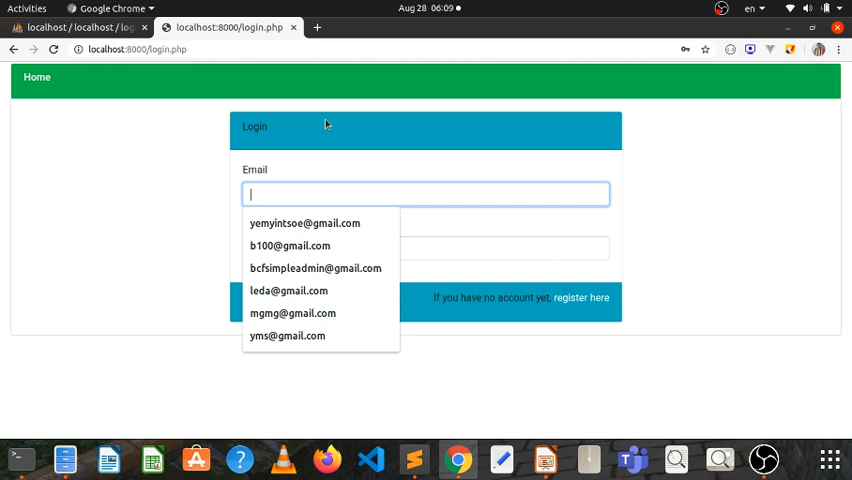 Activities Google Chrome Aug 28 06:09 en
localhost / localhost / log localhost:8000/login.php
localhost:8000/login.php
Home
Login
Email
yemyintsoe@gmail.com
b100@gmail.com
bcfsimpleadmin@gmail.com
leda@gmail.com
mgmg@gmail.com
yms@gmail.com
If you have no account yet, register here